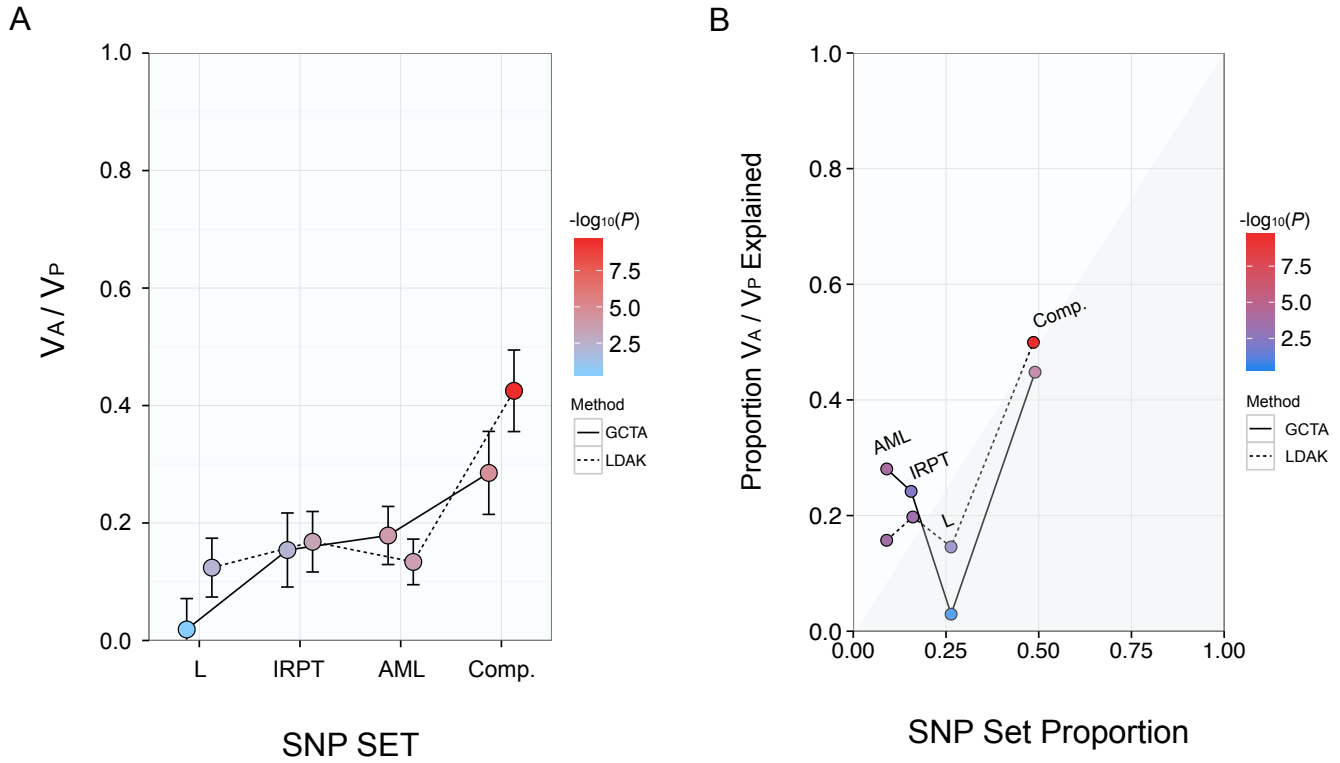 A
VA / VP
1.0
0.8
0.6
0.4
0.2
0.0
L
IRPT
AML
Comp.
SNP SET
-log10(P)
7.5
5.0
2.5
Method
GCTA
LDAK
B
Proportion VA / VP Explained
1.0
0.8
0.6
0.4
0.2
0.0
AML
IRPT
L
Comp.
0.00
0.25
0.50
0.75
1.00
SNP Set Proportion
-log10(P)
7.5
5.0
2.5
Method
GCTA
LDAK